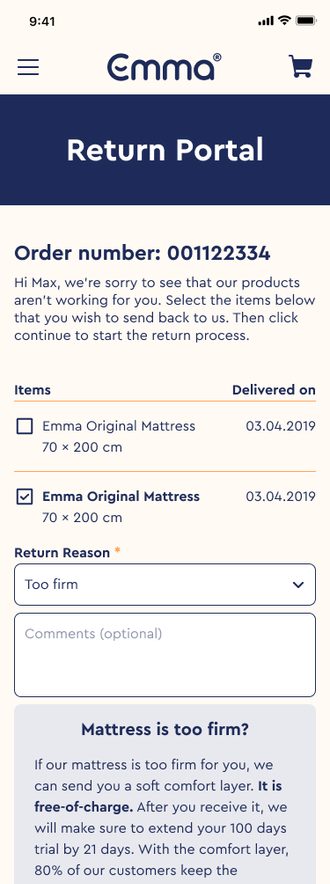 9:41
Emma®
Return Portal
Order number: 001122334
Hi Max, we're sorry to see that our products
aren't working for you. Select the items below
that you wish to send back to us. Then click
continue to start the return process.
Items Delivered on
Emma Original Mattress 03.04.2019
70 × 200 cm
Emma Original Mattress 03.04.2019
70 × 200 cm
Return Reason *
Too firm
Comments (optional)
Mattress is too firm?
If our mattress is too firm for you, we
can send you a soft comfort layer. It is
free-of-charge. After you receive it, we
will make sure to extend your 100 days
trial by 21 days. With the comfort layer,
80% of our customers keep the